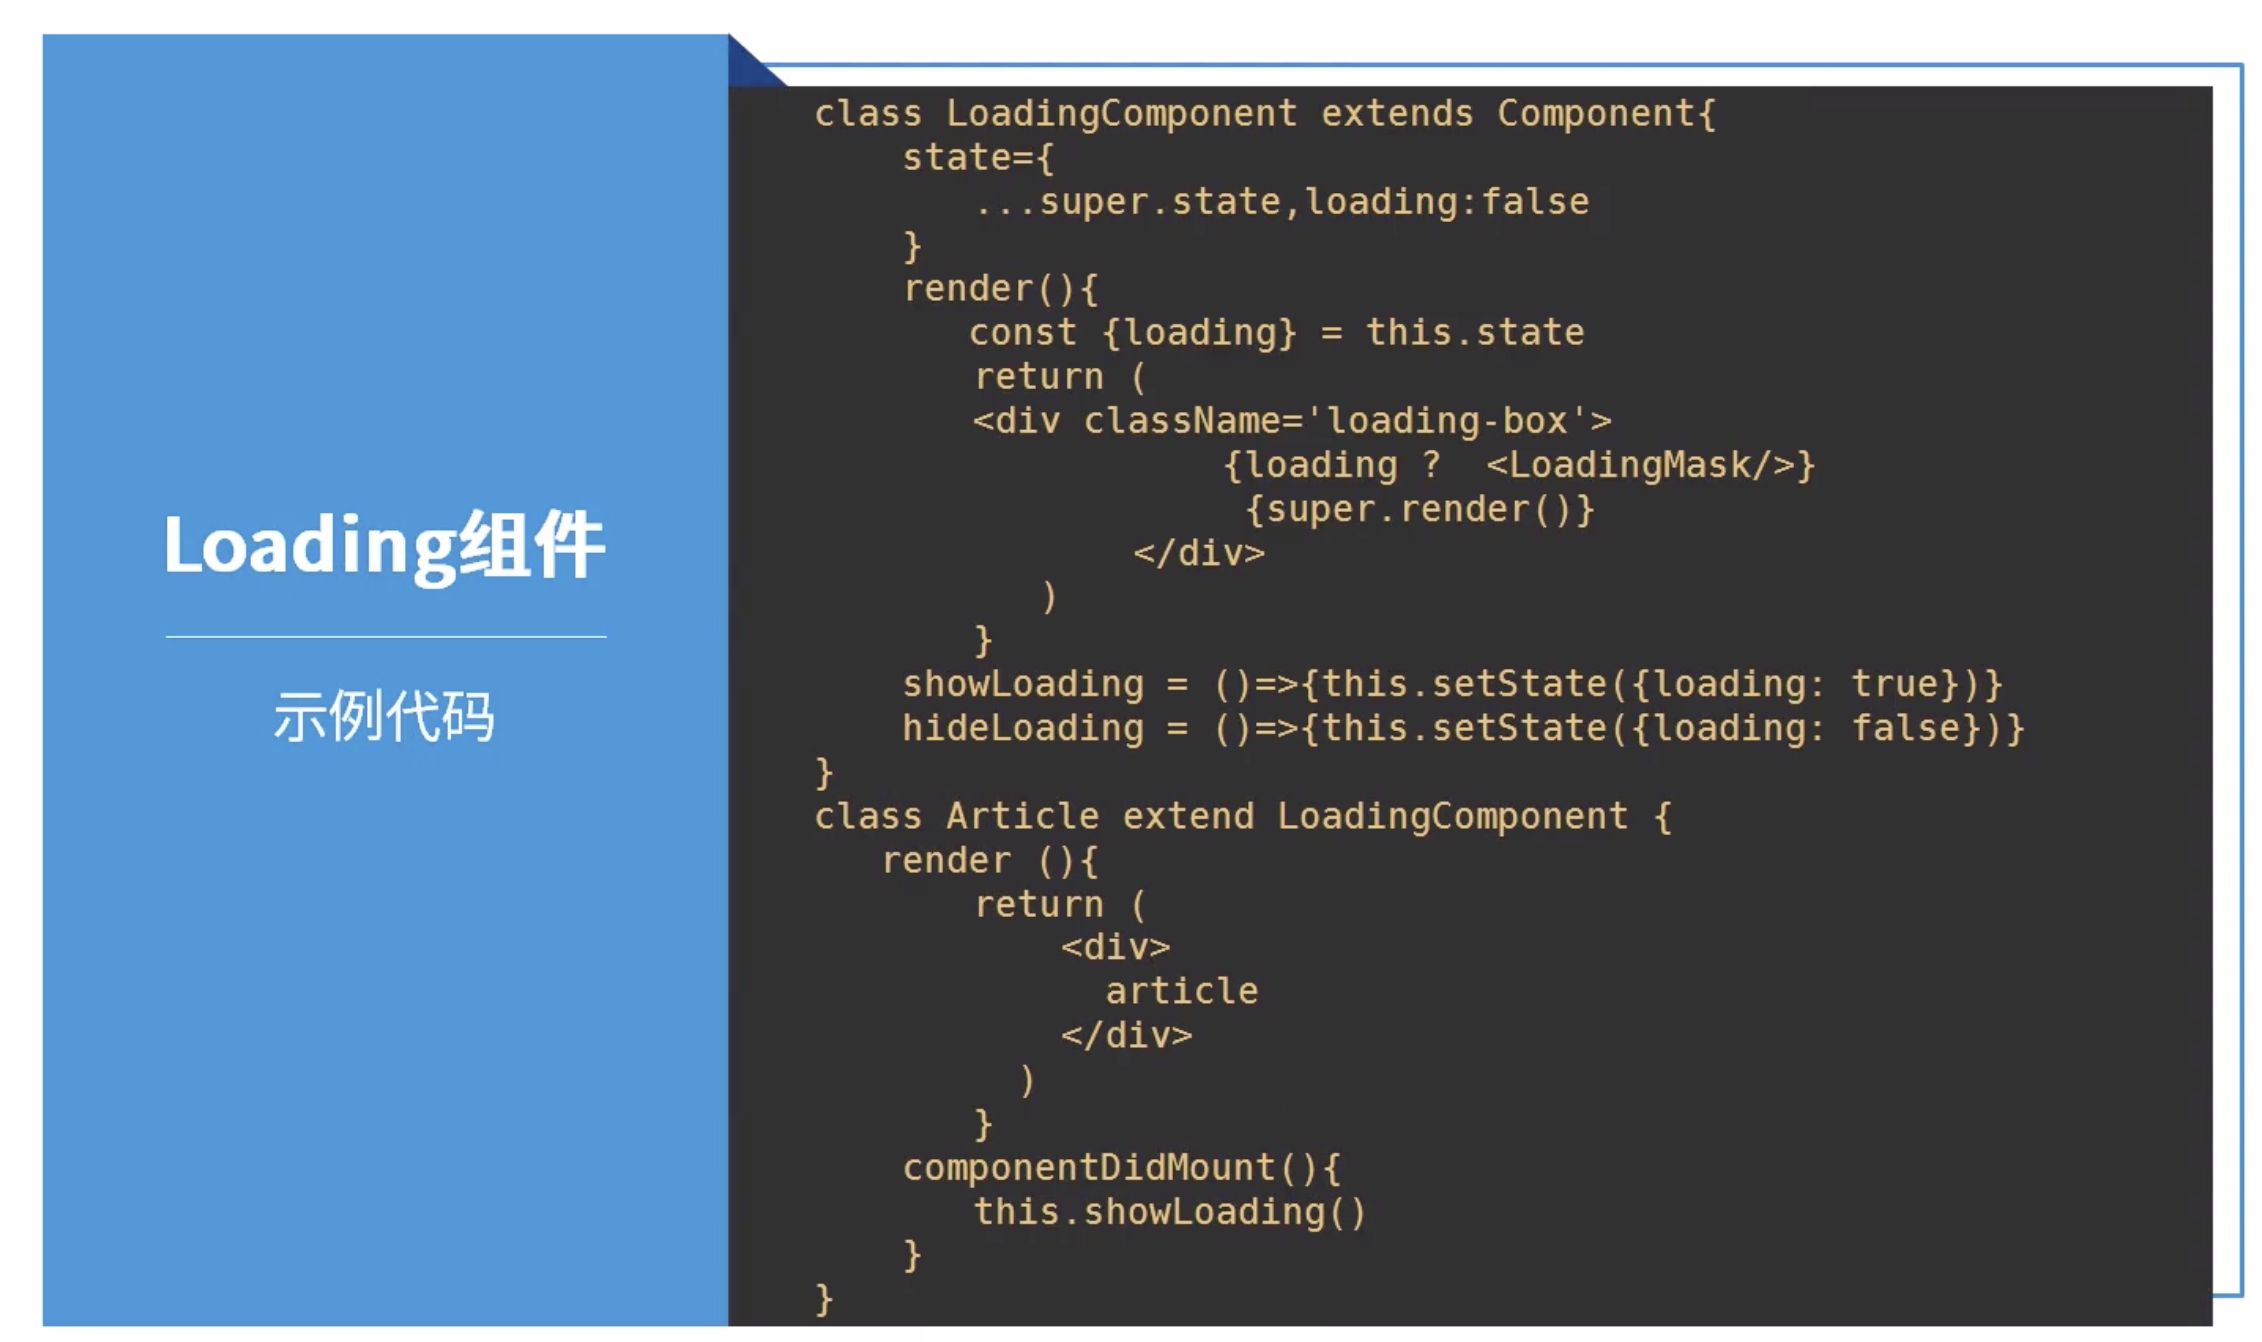 Loading组件
示例代码
class LoadingComponent extends Component{
    state={
       ...super.state,loading:false
    }
    render(){
       const {loading} = this.state
       return (
       <div className='loading-box'>
                  {loading ?  <LoadingMask/>}
                   {super.render()}
              </div>
          )
       }
    showLoading = ()=>{this.setState({loading: true})}
    hideLoading = ()=>{this.setState({loading: false})}
}
class Article extend LoadingComponent {
   render (){
       return (
           <div>
             article
           </div>
         )
       }
    componentDidMount(){
       this.showLoading()
    }
}